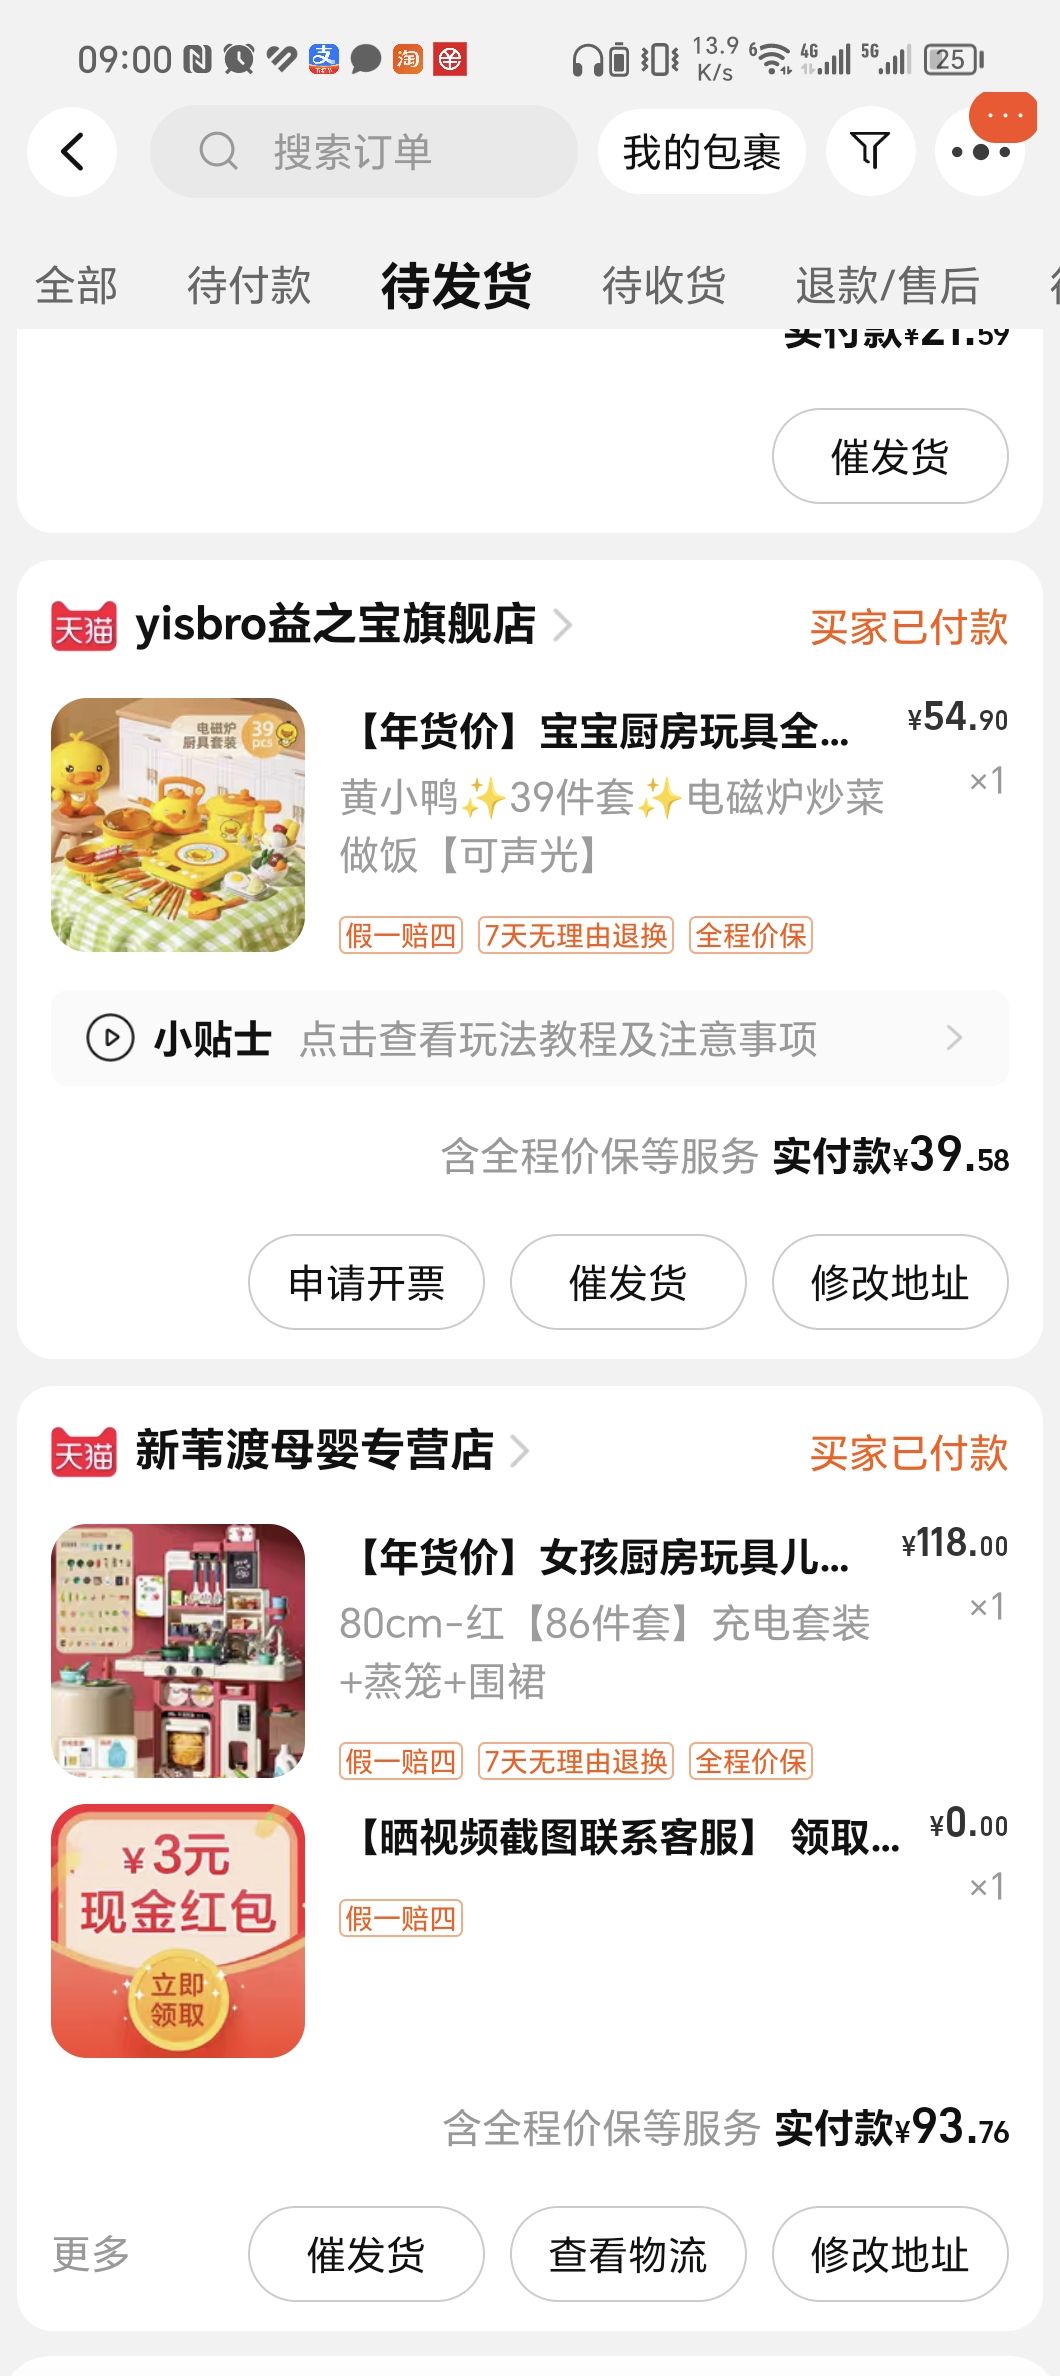 09:00
13.9
K/s
6
4G
5G
25
搜索订单
我的包裹
全部
待付款
待发货
待收货
退款/售后
实付款¥21.59
催发货
天猫
yisbro益之宝旗舰店
买家已付款
电磁炉
厨具套装
39
pcs
【年货价】宝宝厨房玩具全...
¥54.90
黄小鸭✨39件套✨电磁炉炒菜
×1
做饭【可声光】
假一赔四
7天无理由退换
全程价保
小贴士
点击查看玩法教程及注意事项
含全程价保等服务 实付款¥39.58
申请开票
催发货
修改地址
天猫
新苇渡母婴专营店
买家已付款
【年货价】女孩厨房玩具儿...
¥118.00
80cm-红【86件套】充电套装
×1
+蒸笼+围裙
假一赔四
7天无理由退换
全程价保
¥3元
现金红包
立即
领取
【晒视频截图联系客服】 领取...
¥0.00
×1
假一赔四
含全程价保等服务 实付款¥93.76
更多
催发货
查看物流
修改地址